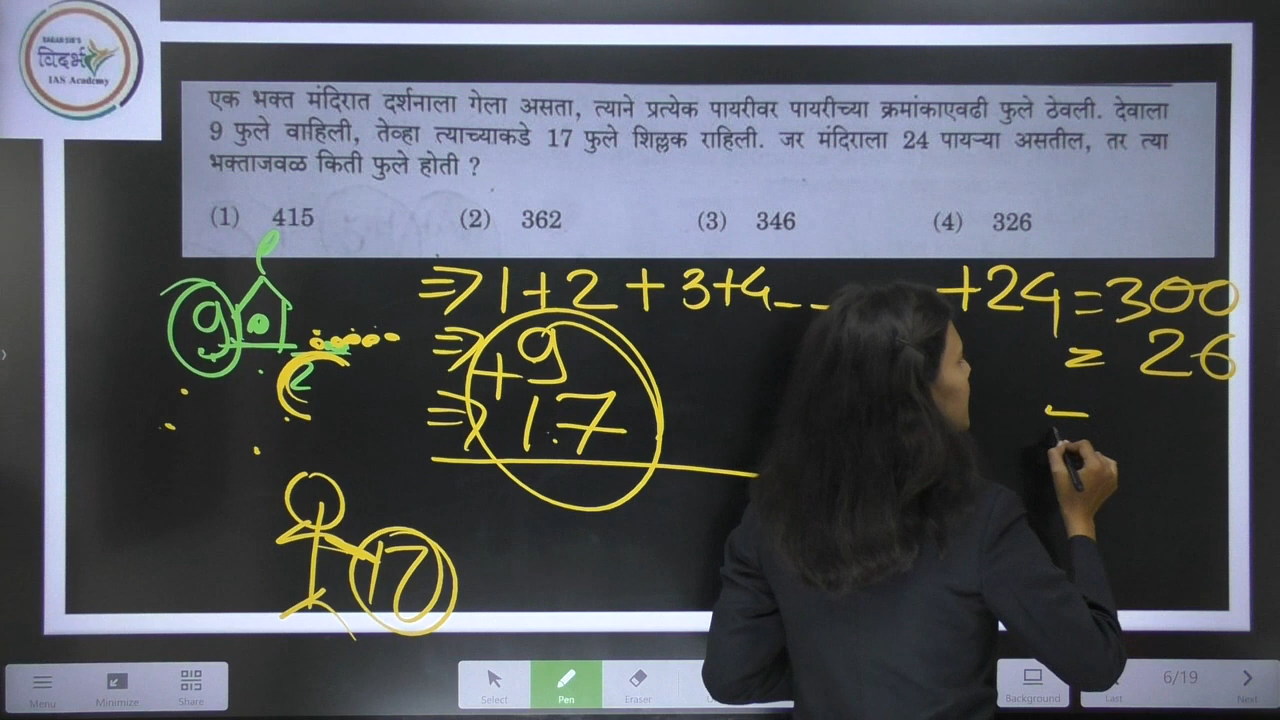 SAKAR SIR'S
विदर्भ
IAS Academy
एक भक्त मंदिरात दर्शनाला गेला असता, त्याने प्रत्येक पायरीवर पायरीच्या क्रमांकाएवढी फुले ठेवली. देवाला
9 फुले वाहिली, तेव्हा त्याच्याकडे 17 फुले शिल्लक राहिली. जर मंदिराला 24 पायऱ्या असतील, तर त्या
भक्ताजवळ किती फुले होती ?
(1) 415 (2) 362 (3) 346 (4) 326
⇒ 1+2+3+4-- +24 =300
9 ⇒ +9 = 26
⇒ 17
17
Menu Minimize Share Select Pen Eraser Background Last 6/19 Next